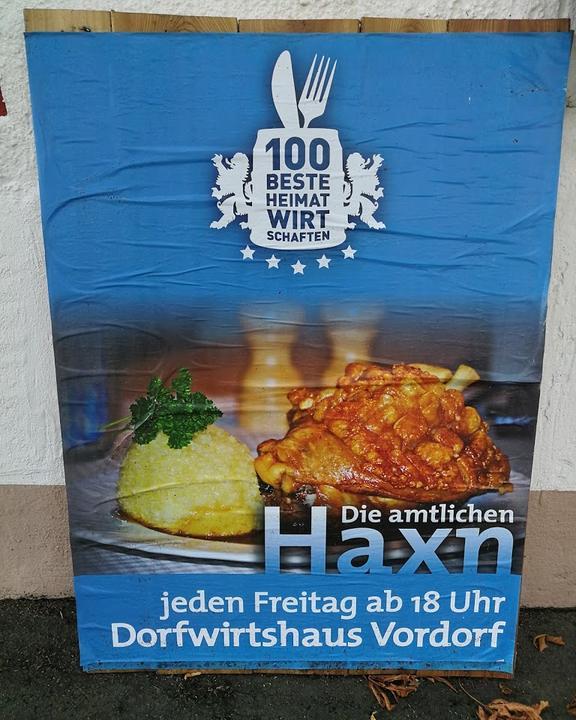 100
BESTE
HEIMAT
WIRT
SCHAFTEN
Die amtlichen
Haxn
jeden Freitag ab 18 Uhr
Dorfwirtshaus Vordorf